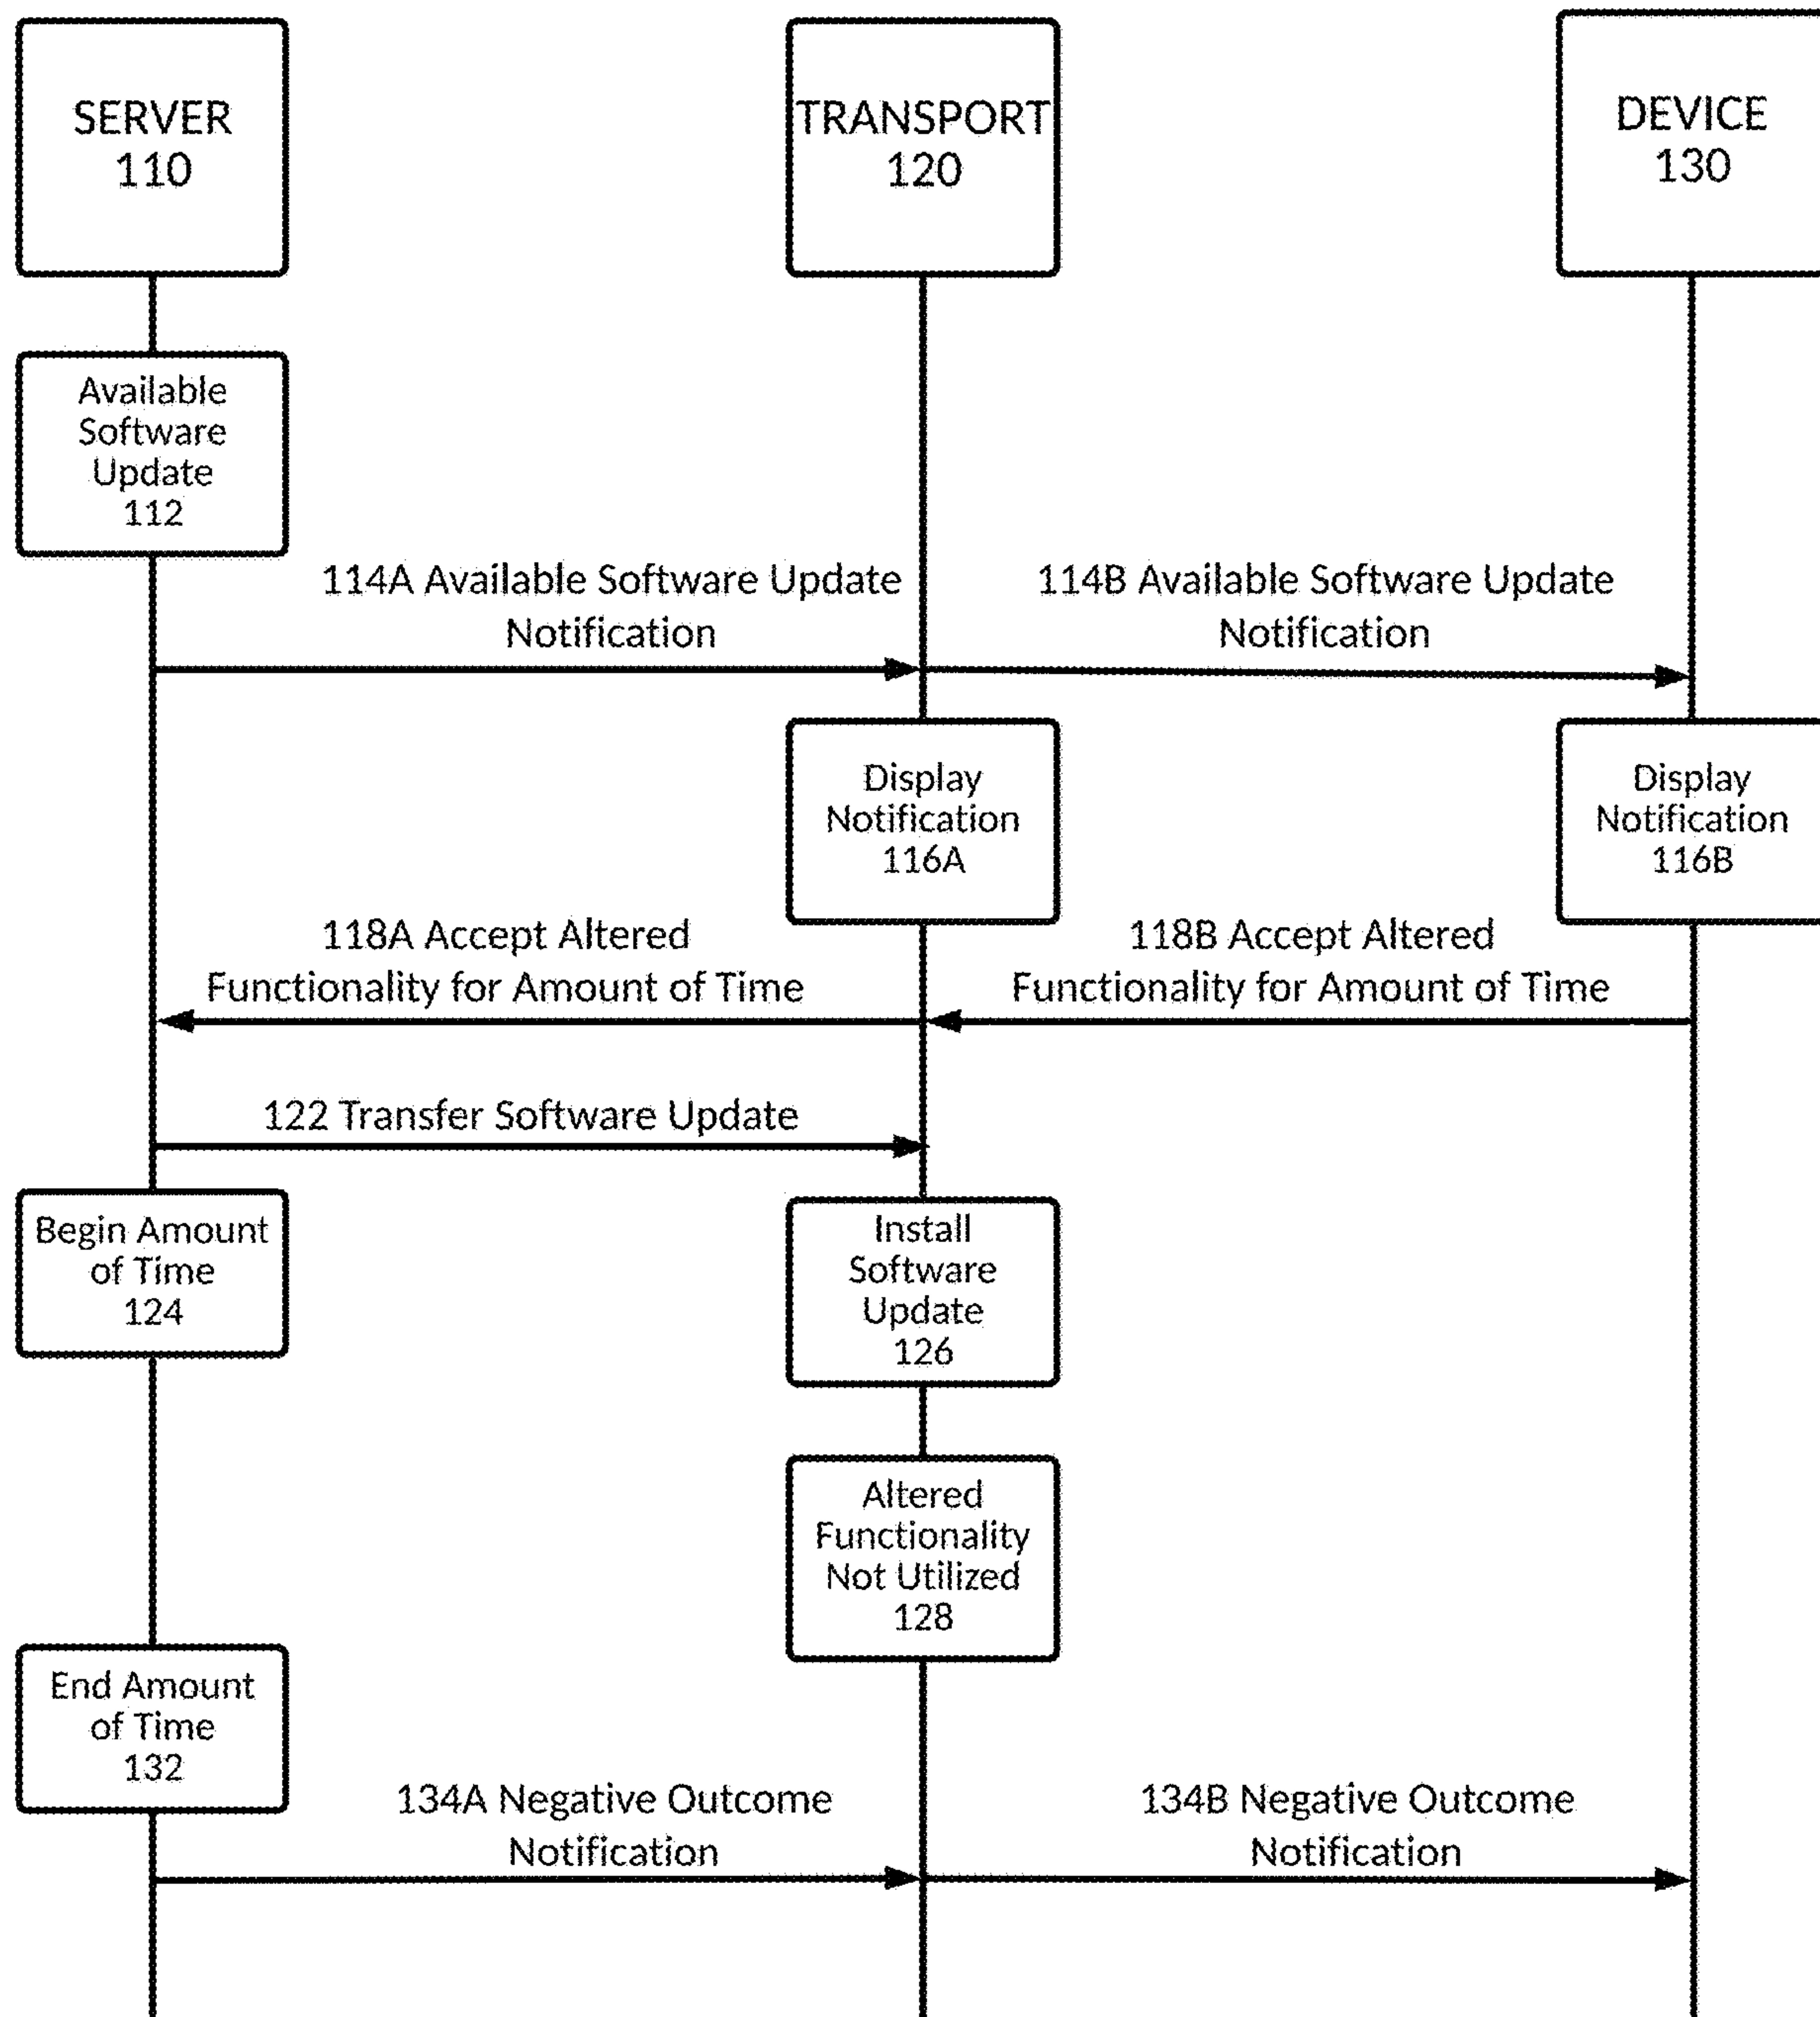 SERVER
110
TRANSPORT
120
DEVICE
130
Available
Software
Update
112
114A Available Software Update
Notification
114B Available Software Update
Notification
Display
Notification
116A
Display
Notification
116B
118A Accept Altered
Functionality for Amount of Time
118B Accept Altered
Functionality for Amount of Time
122 Transfer Software Update
Begin Amount
of Time
124
Install
Software
Update
126
Altered
Functionality
Not Utilized
128
End Amount
of Time
132
134A Negative Outcome
Notification
134B Negative Outcome
Notification